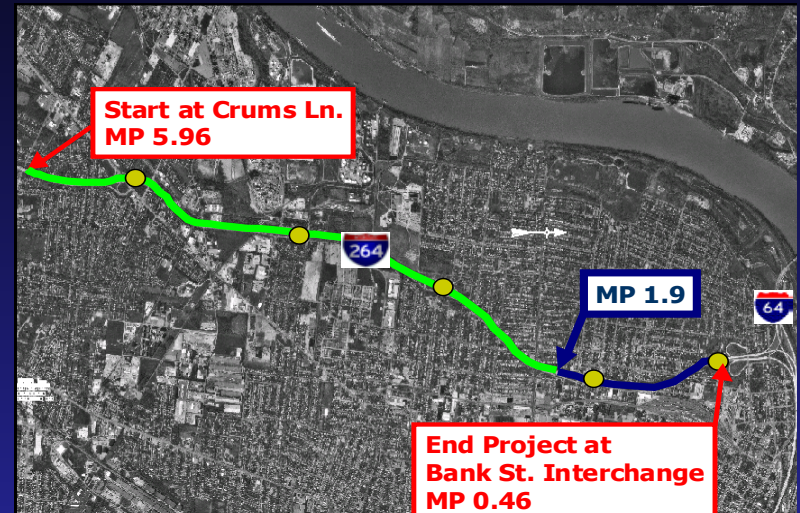 Start at Crums Ln.
MP 5.96
264
MP 1.9
64
End Project at
Bank St. Interchange
MP 0.46